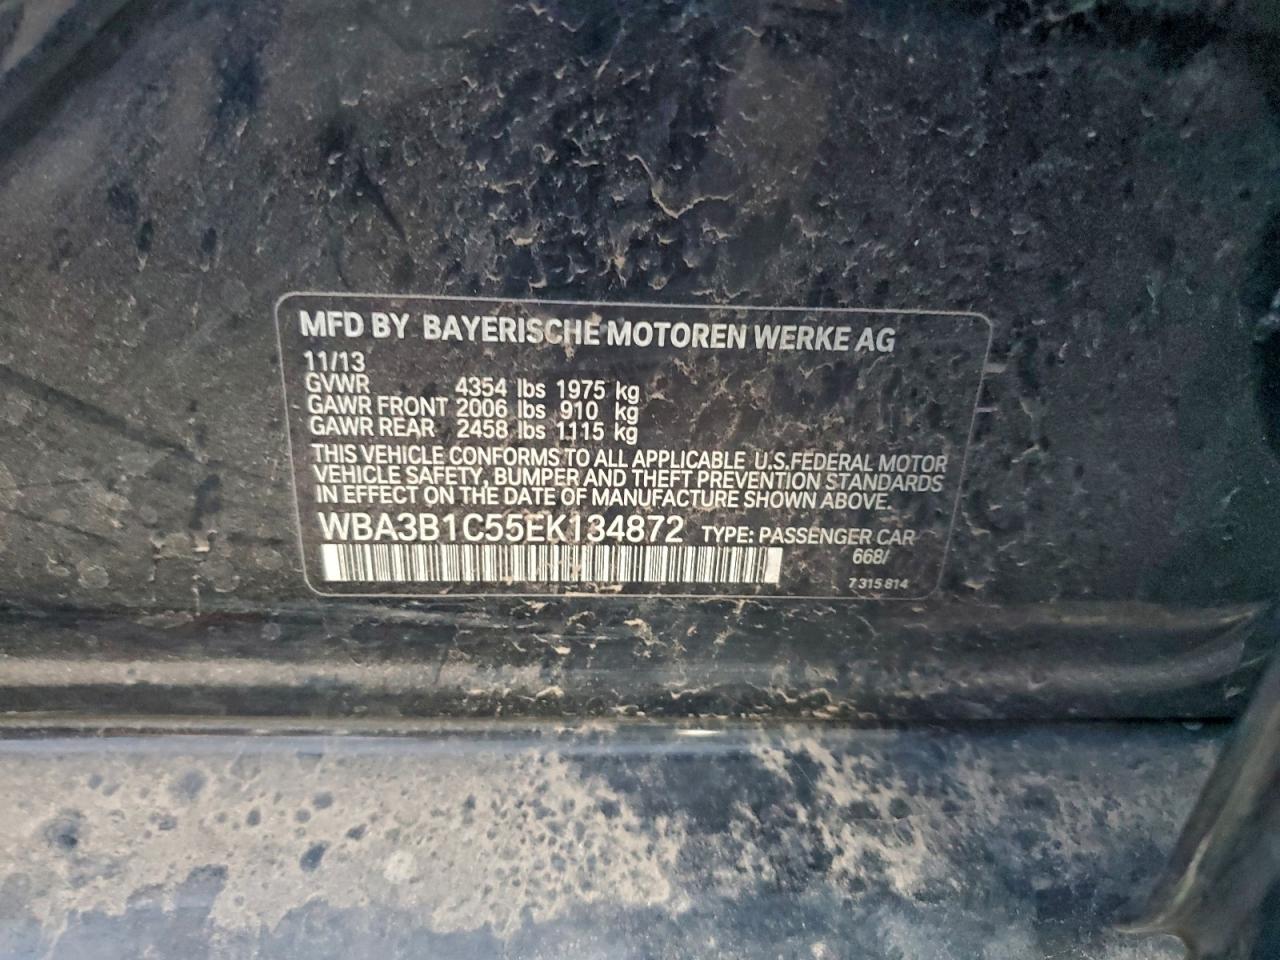 MFD BY BAYERISCHE MOTOREN WERKE AG
11/13
GVWR 4354 lbs 1975 kg
GAWR FRONT 2006 lbs 910 kg
GAWR REAR 2458 lbs 1115 kg
THIS VEHICLE CONFORMS TO ALL APPLICABLE U.S.FEDERAL MOTOR
VEHICLE SAFETY, BUMPER AND THEFT PREVENTION STANDARDS
IN EFFECT ON THE DATE OF MANUFACTURE SHOWN ABOVE.
WBA3B1C55EK134872 TYPE: PASSENGER CAR
668/
7 315 814